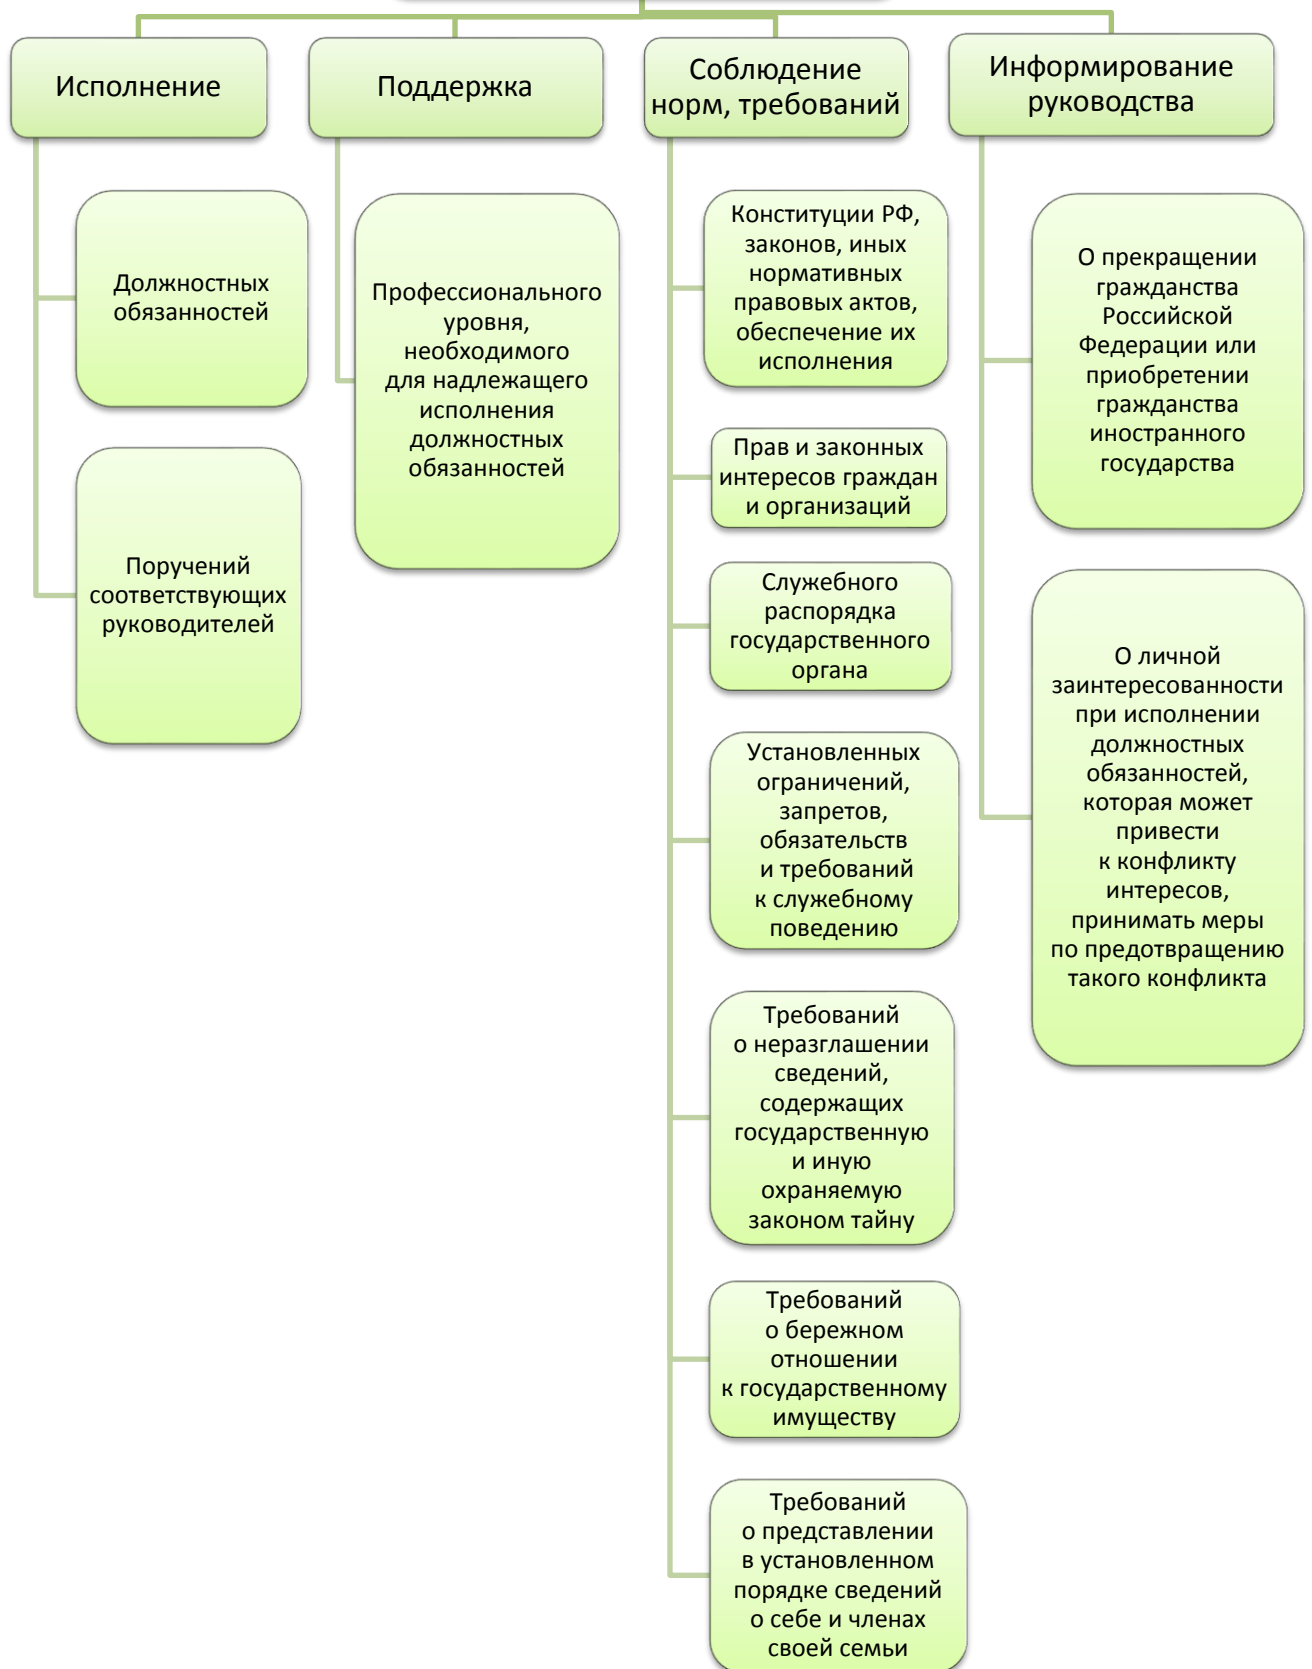 Исполнение
Должностных
обязанностей
Поручений
соответствующих
руководителей
Поддержка
Профессионального
уровня,
необходимого
для надлежащего
исполнения
должностных
обязанностей
Соблюдение
норм, требований
Конституции РФ,
законов, иных
нормативных
правовых актов,
обеспечение их
исполнения
Прав и законных
интересов граждан
и организаций
Служебного
распорядка
государственного
органа
Установленных
ограничений,
запретов,
обязательств
и требований
к служебному
поведению
Требований
о неразглашении
сведений,
содержащих
государственную
и иную
охраняемую
законом тайну
Требований
о бережном
отношении
к государственному
имуществу
Требований
о представлении
в установленном
порядке сведений
о себе и членах
своей семьи
Информирование
руководства
О прекращении
гражданства
Российской
Федерации или
приобретении
гражданства
иностранного
государства
О личной
заинтересованности
при исполнении
должностных
обязанностей,
которая может
привести
к конфликту
интересов,
принимать меры
по предотвращению
такого конфликта